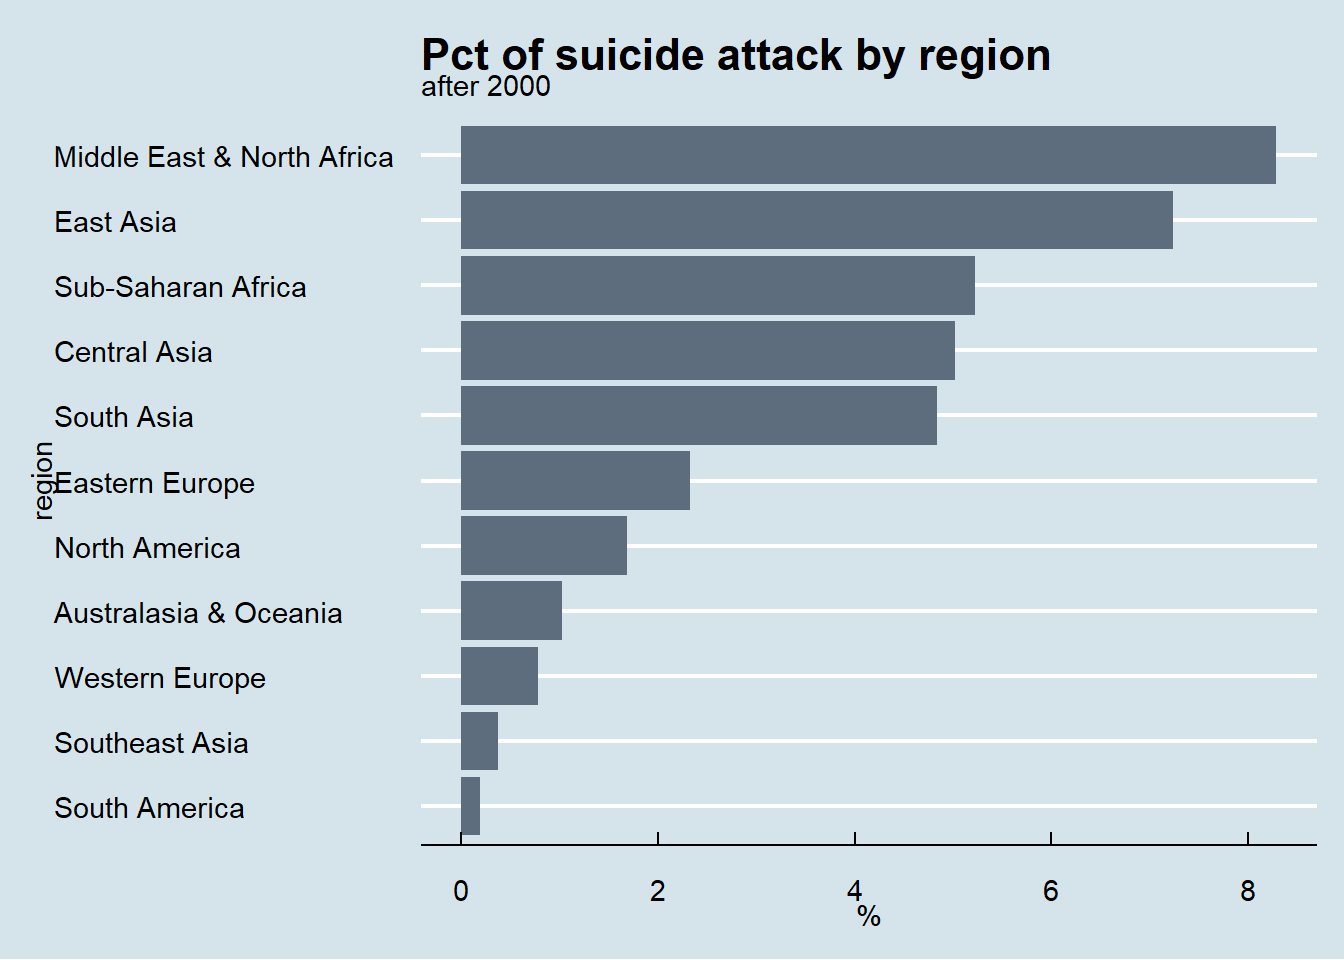 Pct of suicide attack by region
after 2000
Middle East & North Africa
East Asia
Sub-Saharan Africa
Central Asia
South Asia
Eastern Europe
North America
Australasia & Oceania
Western Europe
Southeast Asia
South America
region
0 2 4 6 8
%